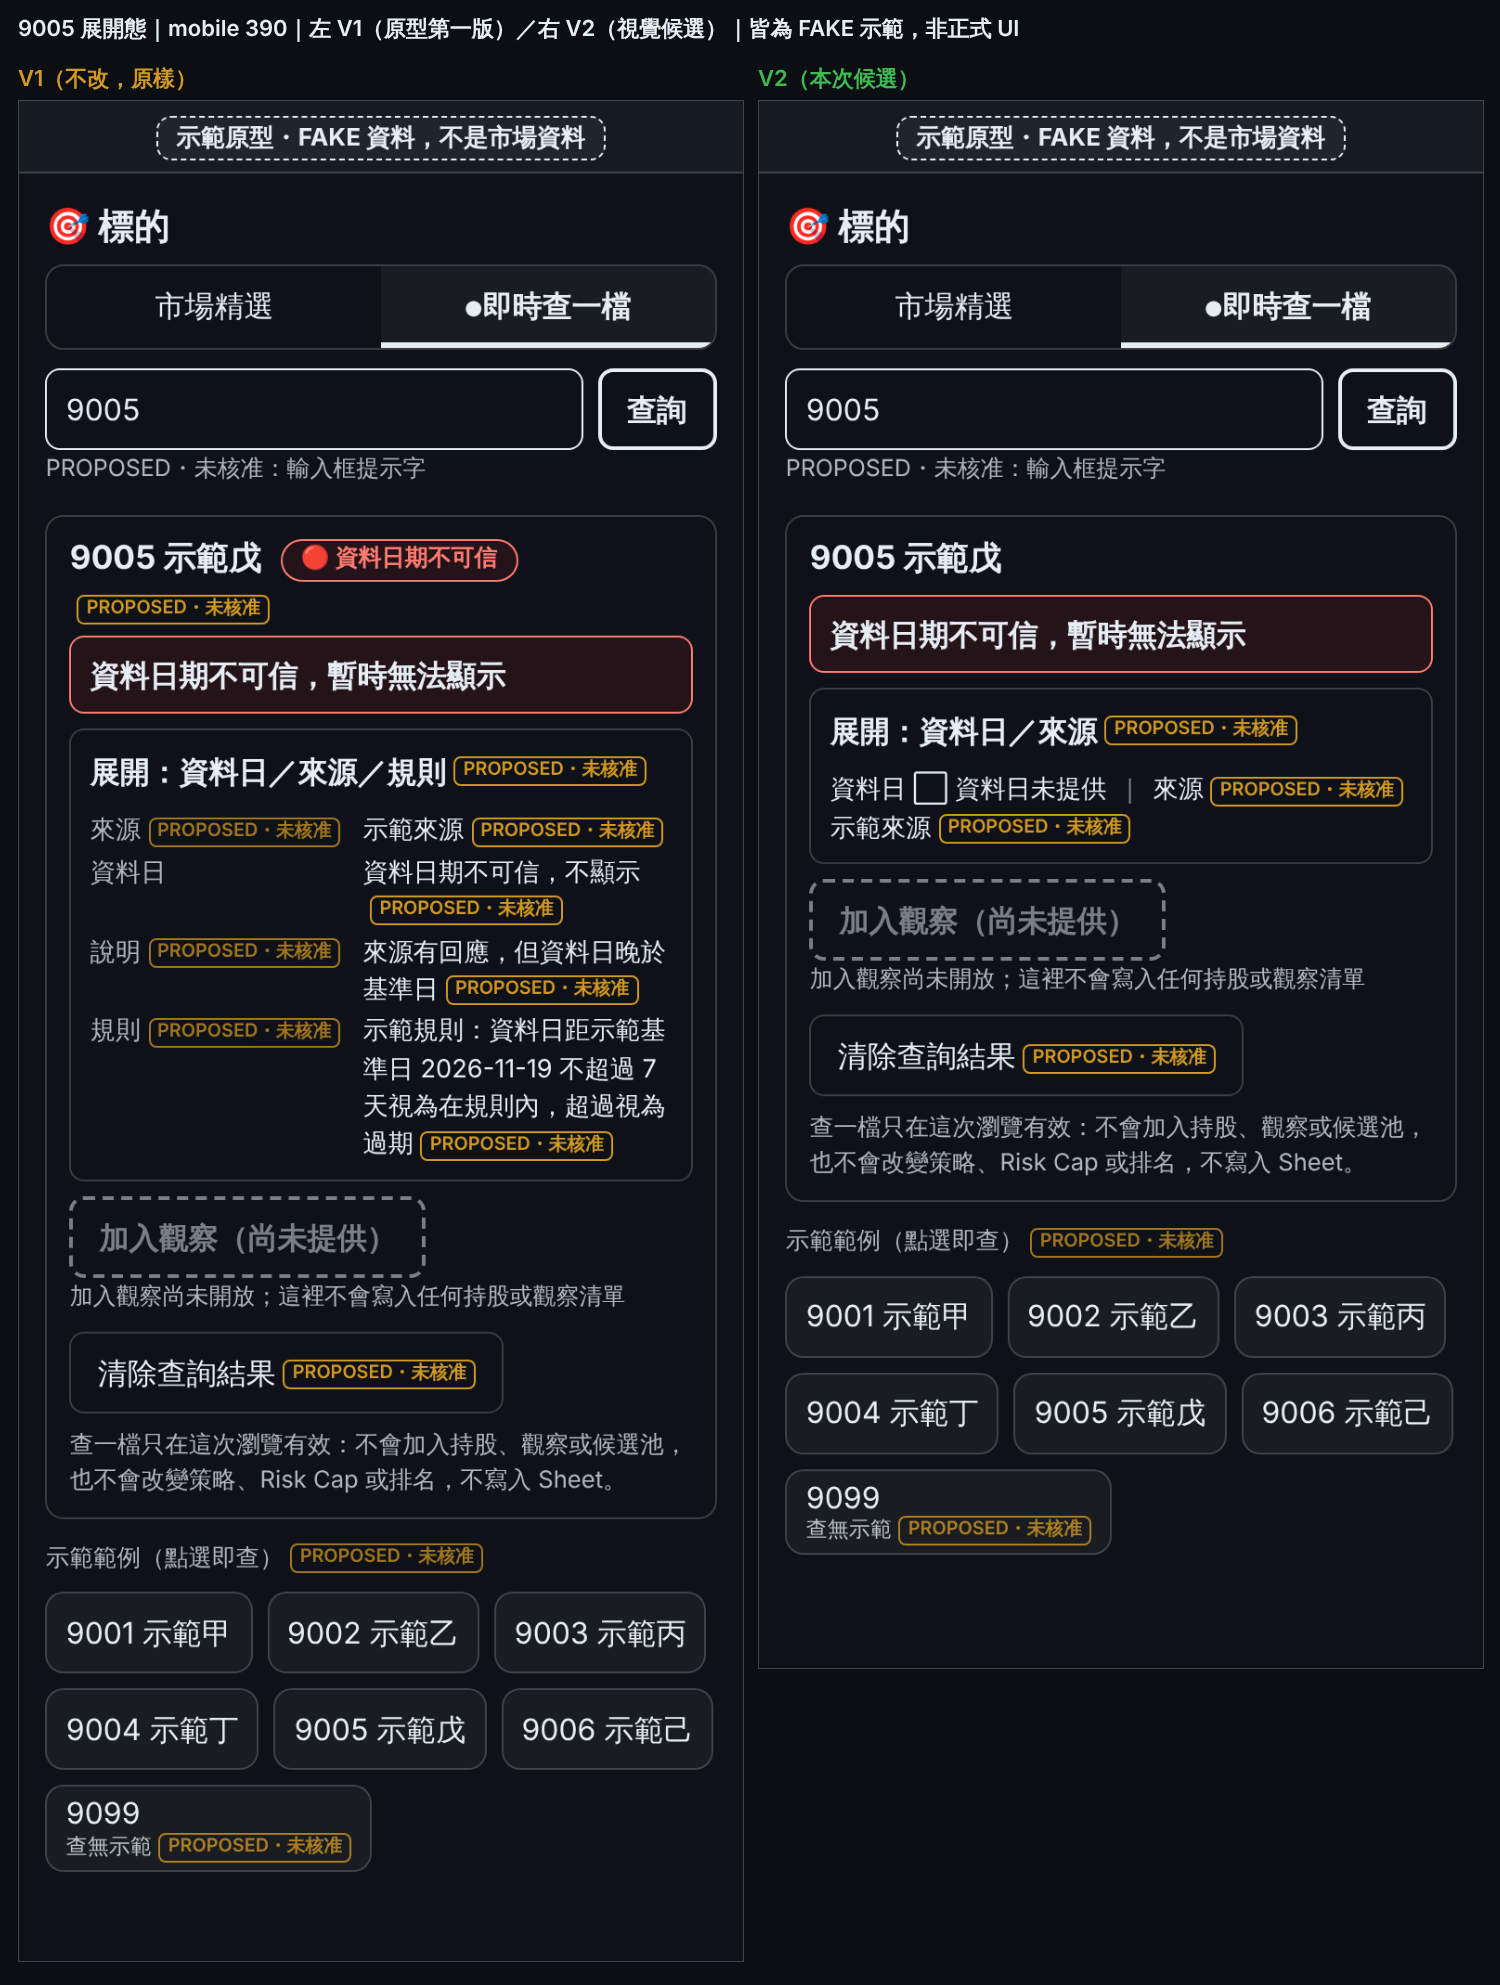 9005 展開態｜mobile 390｜左 V1（原型第一版）／右 V2（視覺候選）｜皆為 FAKE 示範，非正式 UI
V1（不改，原樣）
示範原型・FAKE 資料，不是市場資料
🎯 標的
市場精選
●即時查一檔
9005
查詢
PROPOSED・未核准：輸入框提示字
9005 示範戊
🔴 資料日期不可信
PROPOSED・未核准
資料日期不可信，暫時無法顯示
展開：資料日／來源／規則 PROPOSED・未核准
來源 PROPOSED・未核准 示範來源 PROPOSED・未核准
資料日 資料日期不可信，不顯示
PROPOSED・未核准
說明 PROPOSED・未核准 來源有回應，但資料日晚於
基準日 PROPOSED・未核准
規則 PROPOSED・未核准 示範規則：資料日距示範基
準日 2026-11-19 不超過 7
天視為在規則內，超過視為
過期 PROPOSED・未核准
加入觀察（尚未提供）
加入觀察尚未開放；這裡不會寫入任何持股或觀察清單
清除查詢結果 PROPOSED・未核准
查一檔只在這次瀏覽有效：不會加入持股、觀察或候選池，
也不會改變策略、Risk Cap 或排名，不寫入 Sheet。
示範範例（點選即查） PROPOSED・未核准
9001 示範甲
9002 示範乙
9003 示範丙
9004 示範丁
9005 示範戊
9006 示範己
9099
查無示範 PROPOSED・未核准
V2（本次候選）
示範原型・FAKE 資料，不是市場資料
🎯 標的
市場精選
●即時查一檔
9005
查詢
PROPOSED・未核准：輸入框提示字
9005 示範戊
資料日期不可信，暫時無法顯示
展開：資料日／來源 PROPOSED・未核准
資料日 □ 資料日未提供 ｜ 來源 PROPOSED・未核准
示範來源 PROPOSED・未核准
加入觀察（尚未提供）
加入觀察尚未開放；這裡不會寫入任何持股或觀察清單
清除查詢結果 PROPOSED・未核准
查一檔只在這次瀏覽有效：不會加入持股、觀察或候選池，
也不會改變策略、Risk Cap 或排名，不寫入 Sheet。
示範範例（點選即查） PROPOSED・未核准
9001 示範甲
9002 示範乙
9003 示範丙
9004 示範丁
9005 示範戊
9006 示範己
9099
查無示範 PROPOSED・未核准